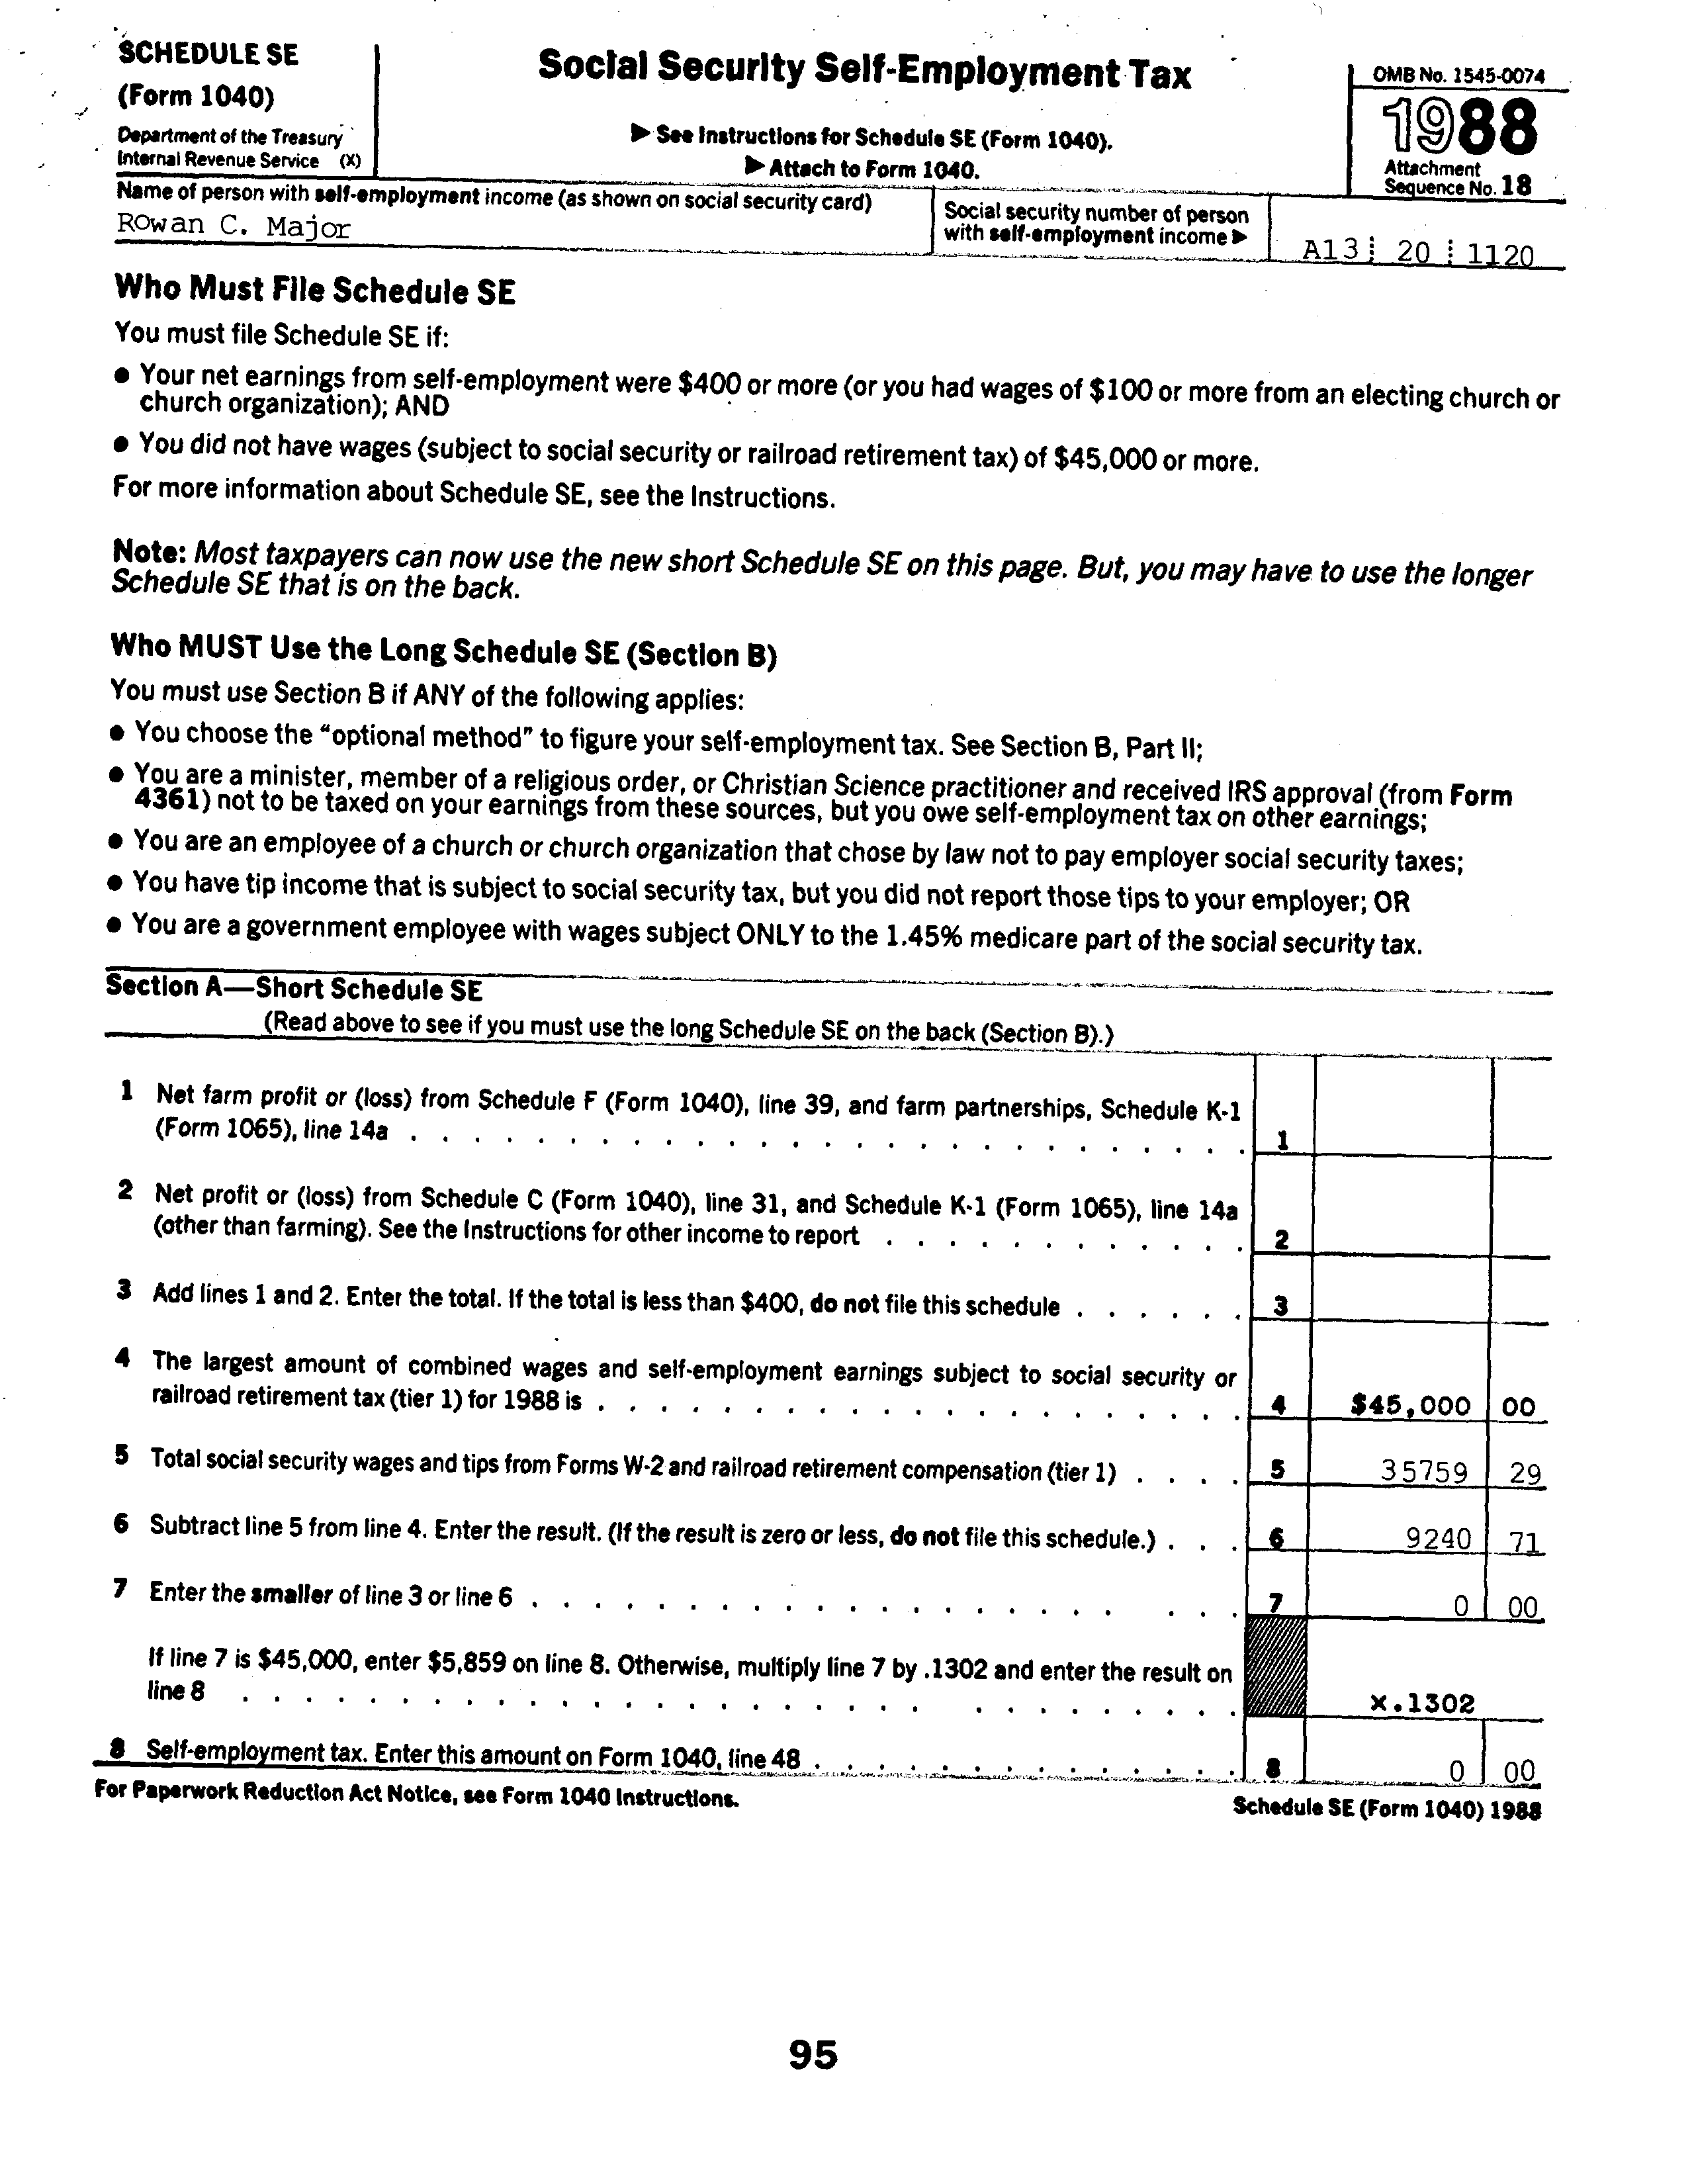 SCHEDULE SE
(Form 1040)
Department of the Treasury
Internal Revenue Service (X)
Social Security Self-Employment Tax
▶ See Instructions for Schedule SE (Form 1040).
▶ Attach to Form 1040.
OMB No. 1545-0074
1988
Attachment
Sequence No. 18
Name of person with self-employment income (as shown on social security card)
Rowan C. Major
Social security number of person
with self-employment income ▶
A13 20 1120
Who Must File Schedule SE
You must file Schedule SE if:
● Your net earnings from self-employment were $400 or more (or you had wages of $100 or more from an electing church or
church organization); AND
● You did not have wages (subject to social security or railroad retirement tax) of $45,000 or more.
For more information about Schedule SE, see the Instructions.
Note: Most taxpayers can now use the new short Schedule SE on this page. But, you may have to use the longer
Schedule SE that is on the back.
Who MUST Use the Long Schedule SE (Section B)
You must use Section B if ANY of the following applies:
● You choose the "optional method" to figure your self-employment tax. See Section B, Part II;
● You are a minister, member of a religious order, or Christian Science practitioner and received IRS approval (from Form
4361) not to be taxed on your earnings from these sources, but you owe self-employment tax on other earnings;
● You are an employee of a church or church organization that chose by law not to pay employer social security taxes;
● You have tip income that is subject to social security tax, but you did not report those tips to your employer; OR
● You are a government employee with wages subject ONLY to the 1.45% medicare part of the social security tax.
Section A—Short Schedule SE
(Read above to see if you must use the long Schedule SE on the back (Section B).)
1 Net farm profit or (loss) from Schedule F (Form 1040), line 39, and farm partnerships, Schedule K-1
(Form 1065), line 14a . . . . . . . . . . . . . . . . . . . . . . . . . . . 1
2 Net profit or (loss) from Schedule C (Form 1040), line 31, and Schedule K-1 (Form 1065), line 14a
(other than farming). See the Instructions for other income to report . . . . . . . . . . . . 2
3 Add lines 1 and 2. Enter the total. If the total is less than $400, do not file this schedule . . . . . . 3
4 The largest amount of combined wages and self-employment earnings subject to social security or
railroad retirement tax (tier 1) for 1988 is . . . . . . . . . . . . . . . . . . . . . 4 $45,000 00
5 Total social security wages and tips from Forms W-2 and railroad retirement compensation (tier 1) . . . . 5 35759 29
6 Subtract line 5 from line 4. Enter the result. (If the result is zero or less, do not file this schedule.) . . . 6 9240 71
7 Enter the smaller of line 3 or line 6 . . . . . . . . . . . . . . . . . . . . . . 7 0 00
If line 7 is $45,000, enter $5,859 on line 8. Otherwise, multiply line 7 by .1302 and enter the result on
line 8 . . . . . . . . . . . . . . . . . . . . . . . . . . . . . . . x.1302
8 Self-employment tax. Enter this amount on Form 1040, line 48 . . . . . . . . . . . . . . 8 0 00
For Paperwork Reduction Act Notice, see Form 1040 Instructions.
Schedule SE (Form 1040) 1988
95